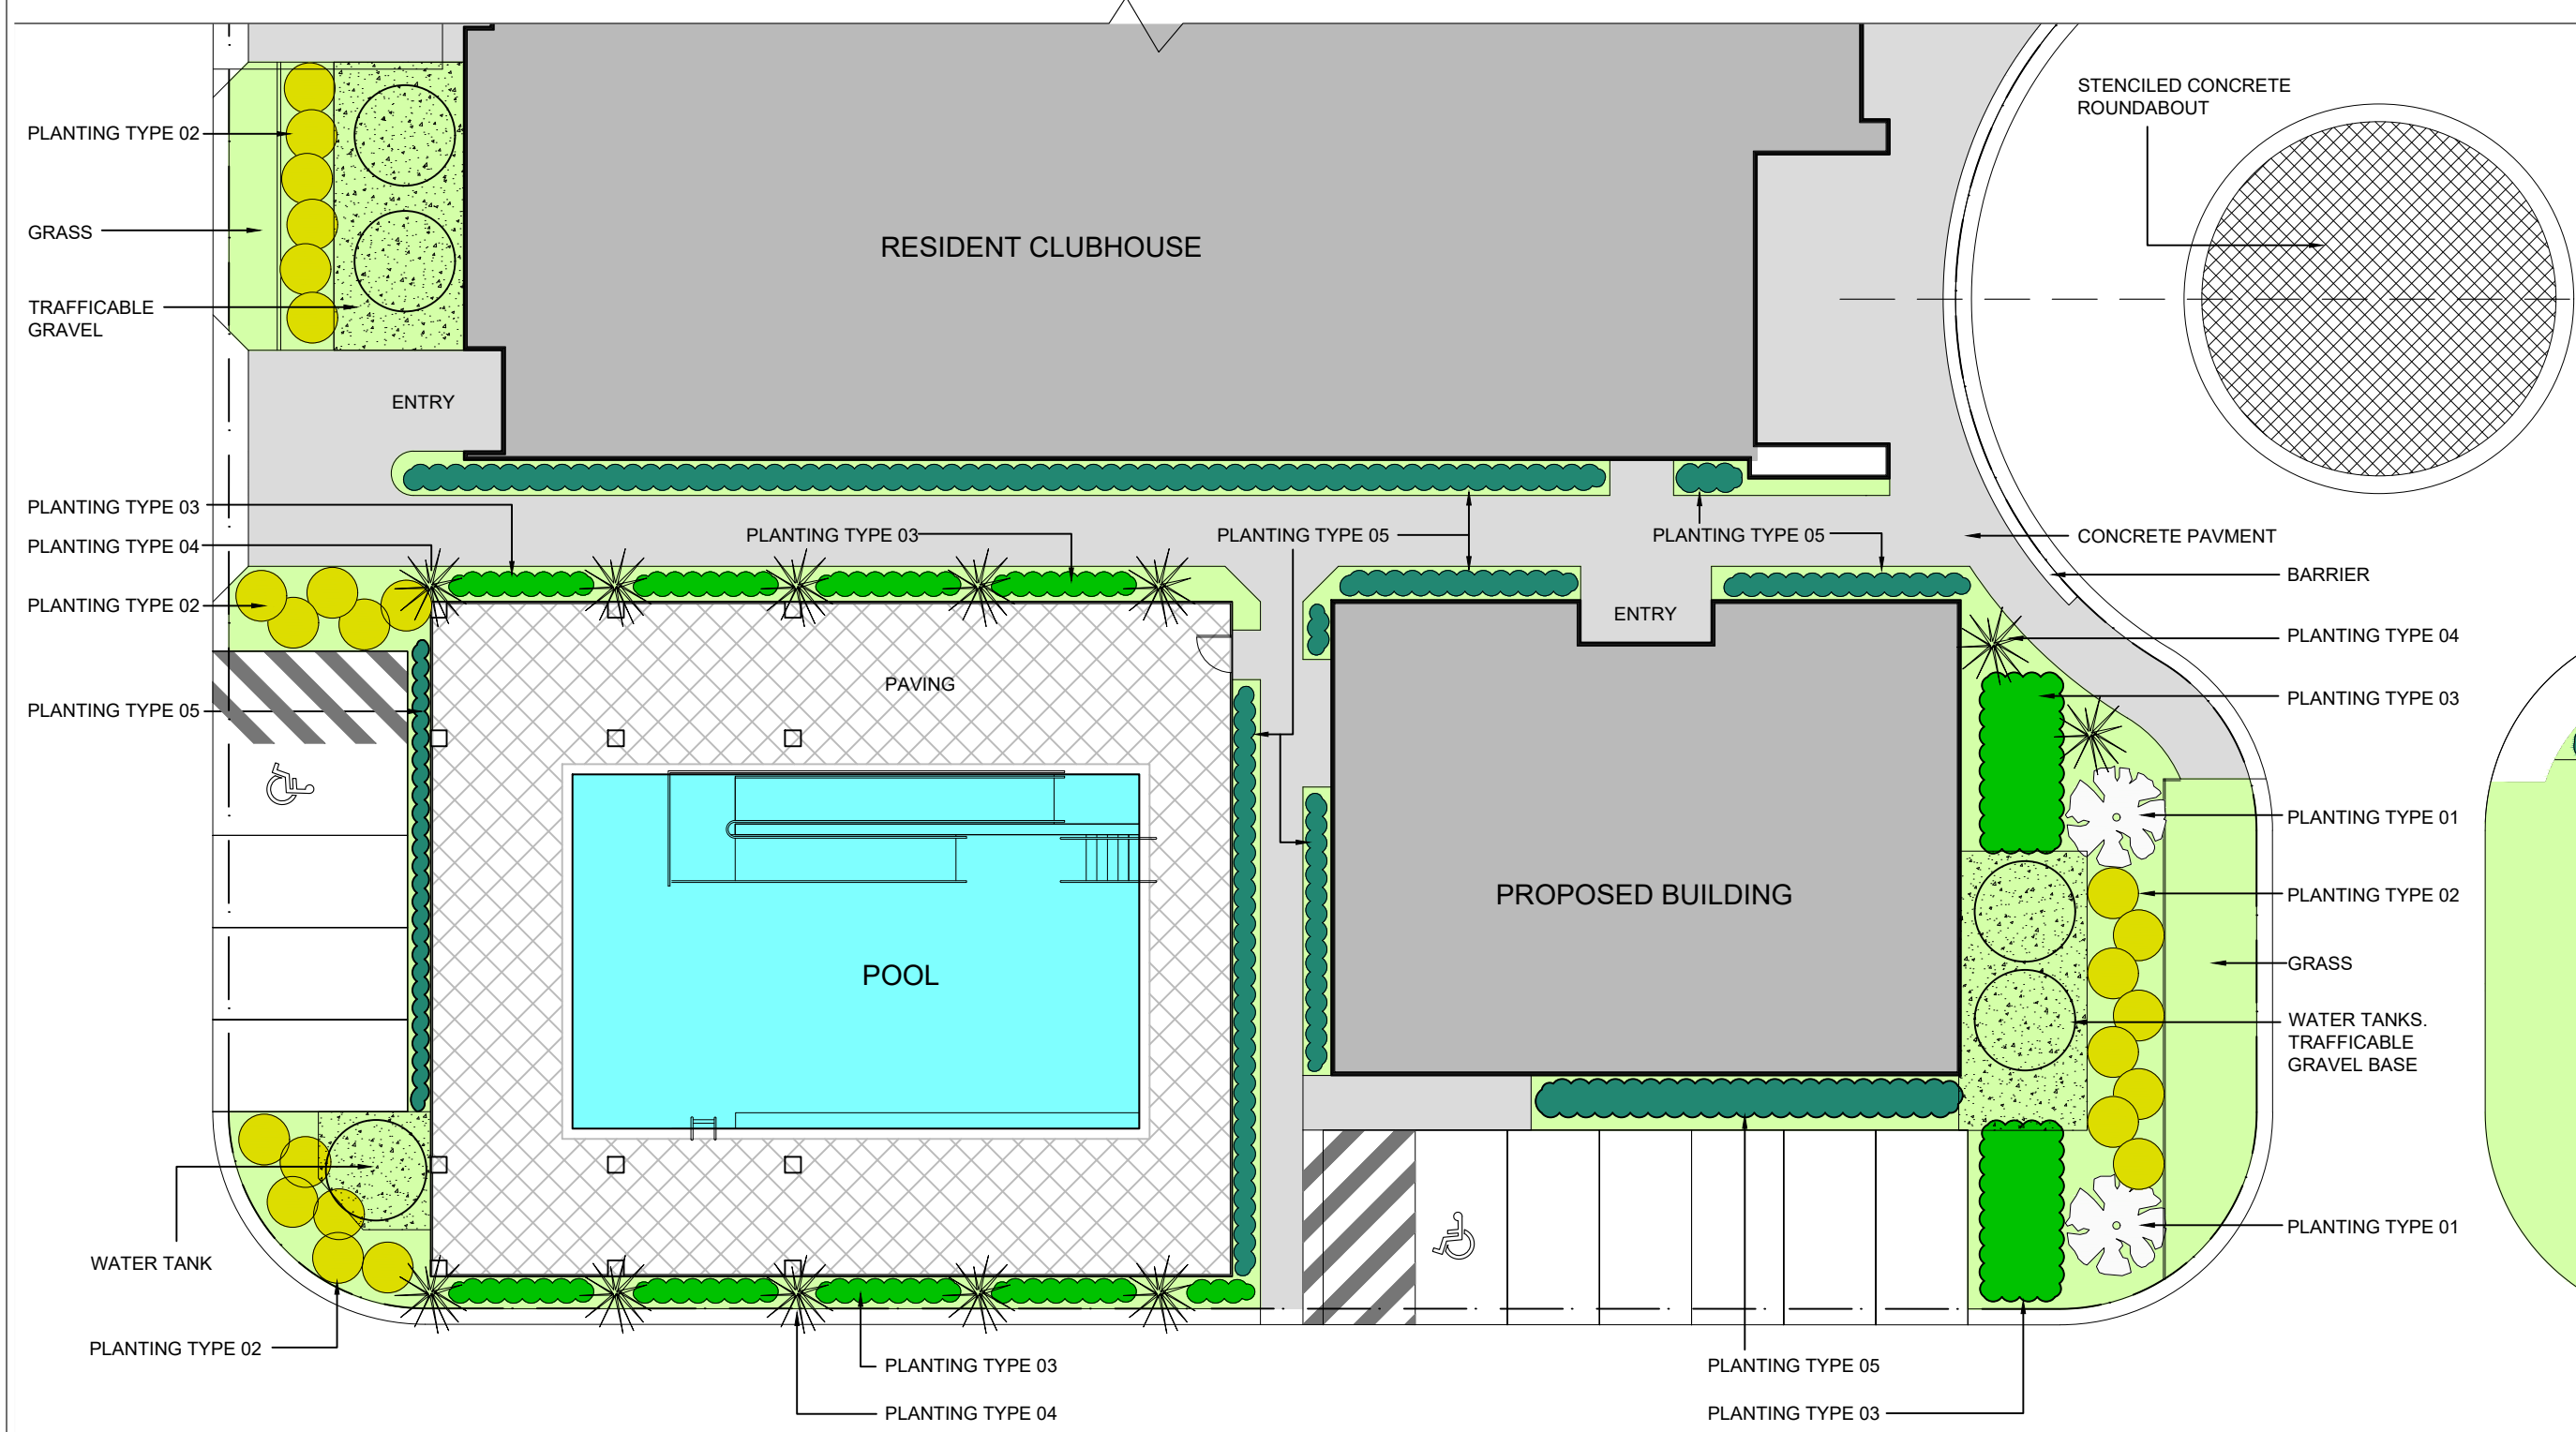 STENCILED CONCRETE
ROUNDABOUT
PLANTING TYPE 02
GRASS
RESIDENT CLUBHOUSE
TRAFFICABLE
GRAVEL
ENTRY
PLANTING TYPE 03
PLANTING TYPE 03
PLANTING TYPE 05
PLANTING TYPE 05
CONCRETE PAVMENT
PLANTING TYPE 04
BARRIER
PLANTING TYPE 02
ENTRY
PLANTING TYPE 04
PAVING
PLANTING TYPE 03
PLANTING TYPE 05
PLANTING TYPE 01
PROPOSED BUILDING
PLANTING TYPE 02
POOL
GRASS
WATER TANKS.
TRAFFICABLE
GRAVEL BASE
PLANTING TYPE 01
WATER TANK
PLANTING TYPE 02
PLANTING TYPE 03
PLANTING TYPE 05
PLANTING TYPE 04
PLANTING TYPE 03